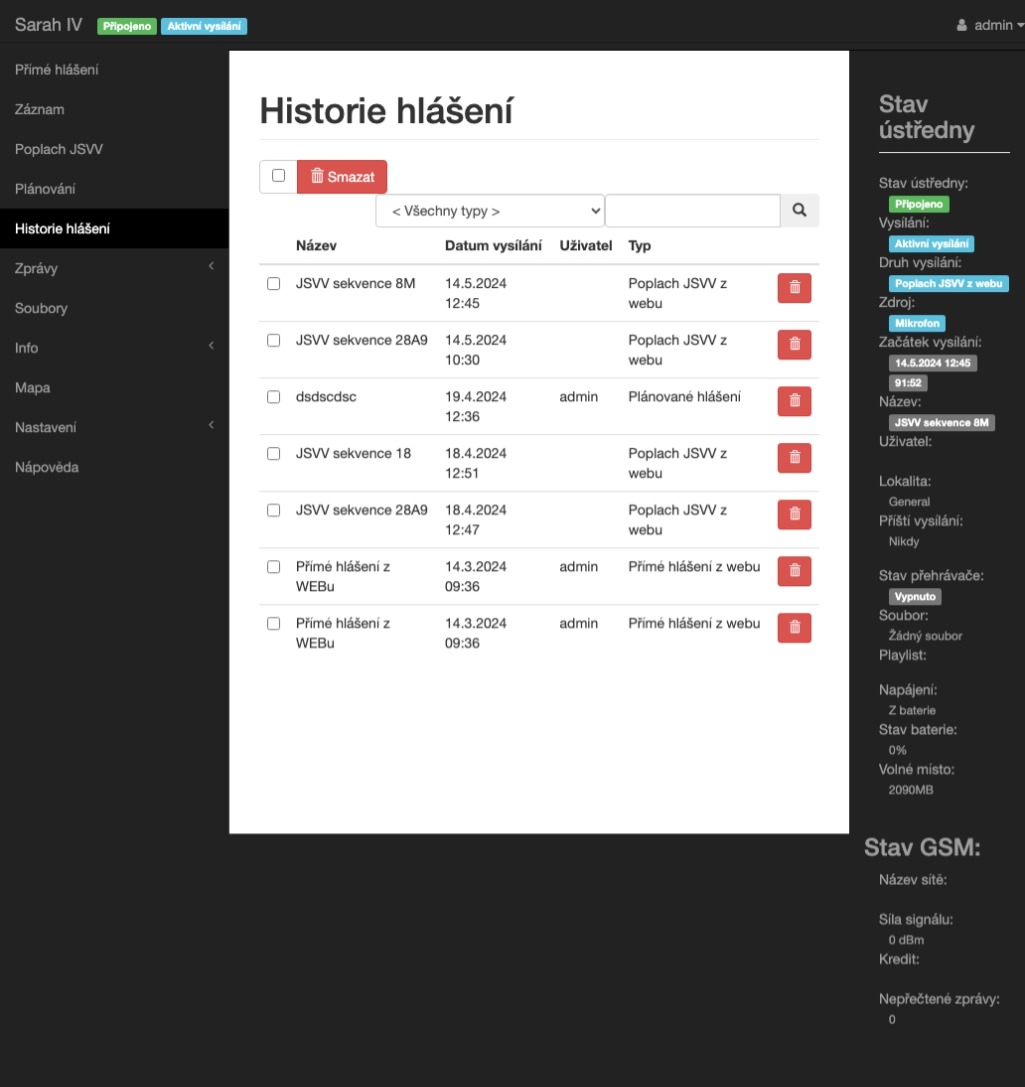 Sarah IV Připojeno Aktivní vysílání admin
Přímé hlášení
Záznam
Poplach JSVV
Plánování
Historie hlášení
Zprávy
Soubory
Info
Mapa
Nastavení
Nápověda
Historie hlášení
Smazat
< Všechny typy >
Název Datum vysílání Uživatel Typ
JSVV sekvence 8M 14.5.2024 Poplach JSVV z
12:45 webu
JSVV sekvence 28A9 14.5.2024 Poplach JSVV z
10:30 webu
dsdscdsc 19.4.2024 admin Plánované hlášení
12:36
JSVV sekvence 18 18.4.2024 Poplach JSVV z
12:51 webu
JSVV sekvence 28A9 18.4.2024 Poplach JSVV z
12:47 webu
Přímé hlášení z 14.3.2024 admin Přímé hlášení z webu
WEBu 09:36
Přímé hlášení z 14.3.2024 admin Přímé hlášení z webu
WEBu 09:36
Stav
ústředny
Stav ústředny:
Připojeno
Vysílání:
Aktivní vysílání
Druh vysílání:
Poplach JSVV z webu
Zdroj:
Mikrofon
Začátek vysílání:
14.5.2024 12:45
91:52
Název:
JSVV sekvence 8M
Uživatel:
Lokalita:
General
Příští vysílání:
Nikdy
Stav přehrávače:
Vypnuto
Soubor:
Žádný soubor
Playlist:
Napájení:
Z baterie
Stav baterie:
0%
Volné místo:
2090MB
Stav GSM:
Název sítě:
Síla signálu:
0 dBm
Kredit:
Nepřečtené zprávy:
0